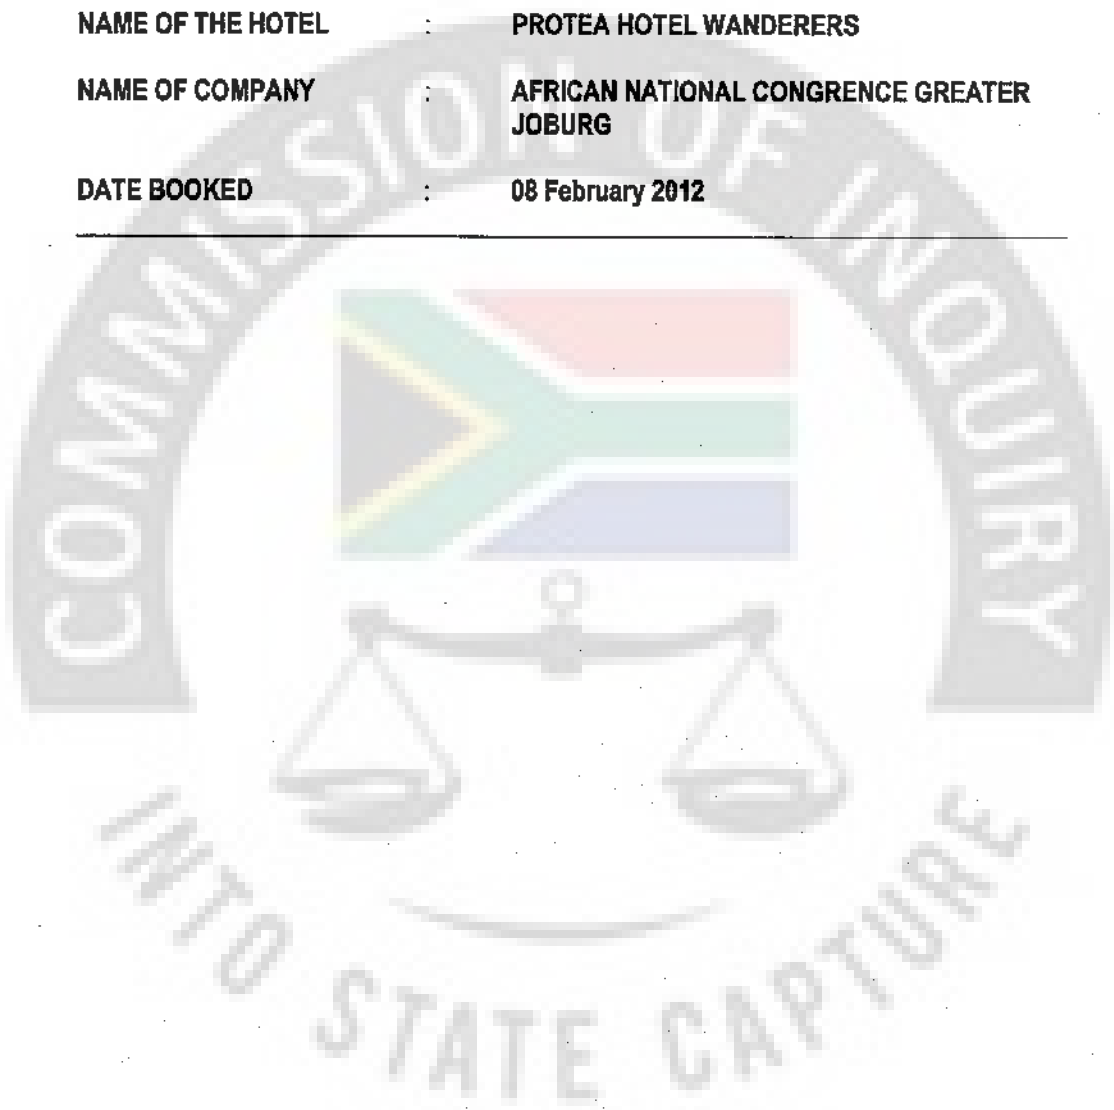 NAME OF THE HOTEL : PROTEA HOTEL WANDERERS
NAME OF COMPANY : AFRICAN NATIONAL CONGRENCE GREATER
JOBURG
DATE BOOKED : 08 February 2012
COMMISSION OF INQUIRY
INTO STATE CAPTURE